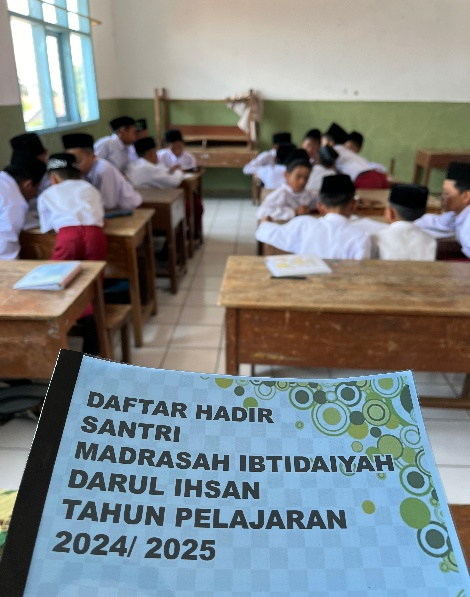 DAFTAR HADIR
SANTRI
MADRASAH IBTIDAIYAH
DARUL IHSAN
TAHUN PELAJARAN
2024/ 2025